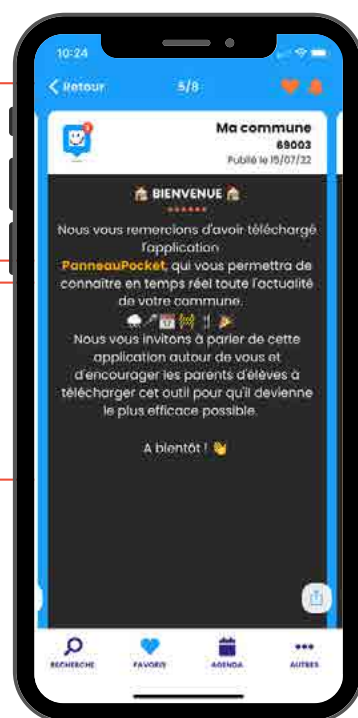 10:24
Retour
5/8
Ma commune
69003
Publié le 15/07/22
BIENVENUE
Nous vous remercions d'avoir téléchargé
l'application
PanneauPocket, qui vous permettra de
connaître en temps réel toute l'actualité
de votre commune.
Nous vous invitons à parler de cette
application autour de vous et
d'encourager les parents d'élèves à
télécharger cet outil pour qu'il devienne
le plus efficace possible.
A bientôt !
RECHERCHE
FAVORIS
AGENDA
AUTRES